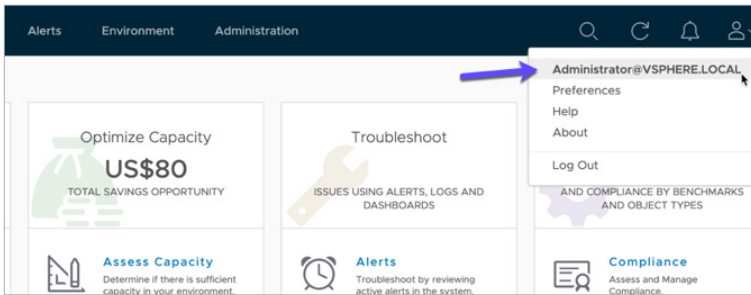 Alerts Environment Administration
Administrator@VSPHERE.LOCAL
Preferences
Help
About
Log Out
Optimize Capacity
US$80
TOTAL SAVINGS OPPORTUNITY
Troubleshoot
ISSUES USING ALERTS, LOGS AND
DASHBOARDS
AND COMPLIANCE BY BENCHMARKS
AND OBJECT TYPES
Assess Capacity
Determine if there is sufficient
capacity in your environment.
Alerts
Troubleshoot by reviewing
active alerts in the system.
Compliance
Assess and Manage
Compliance.